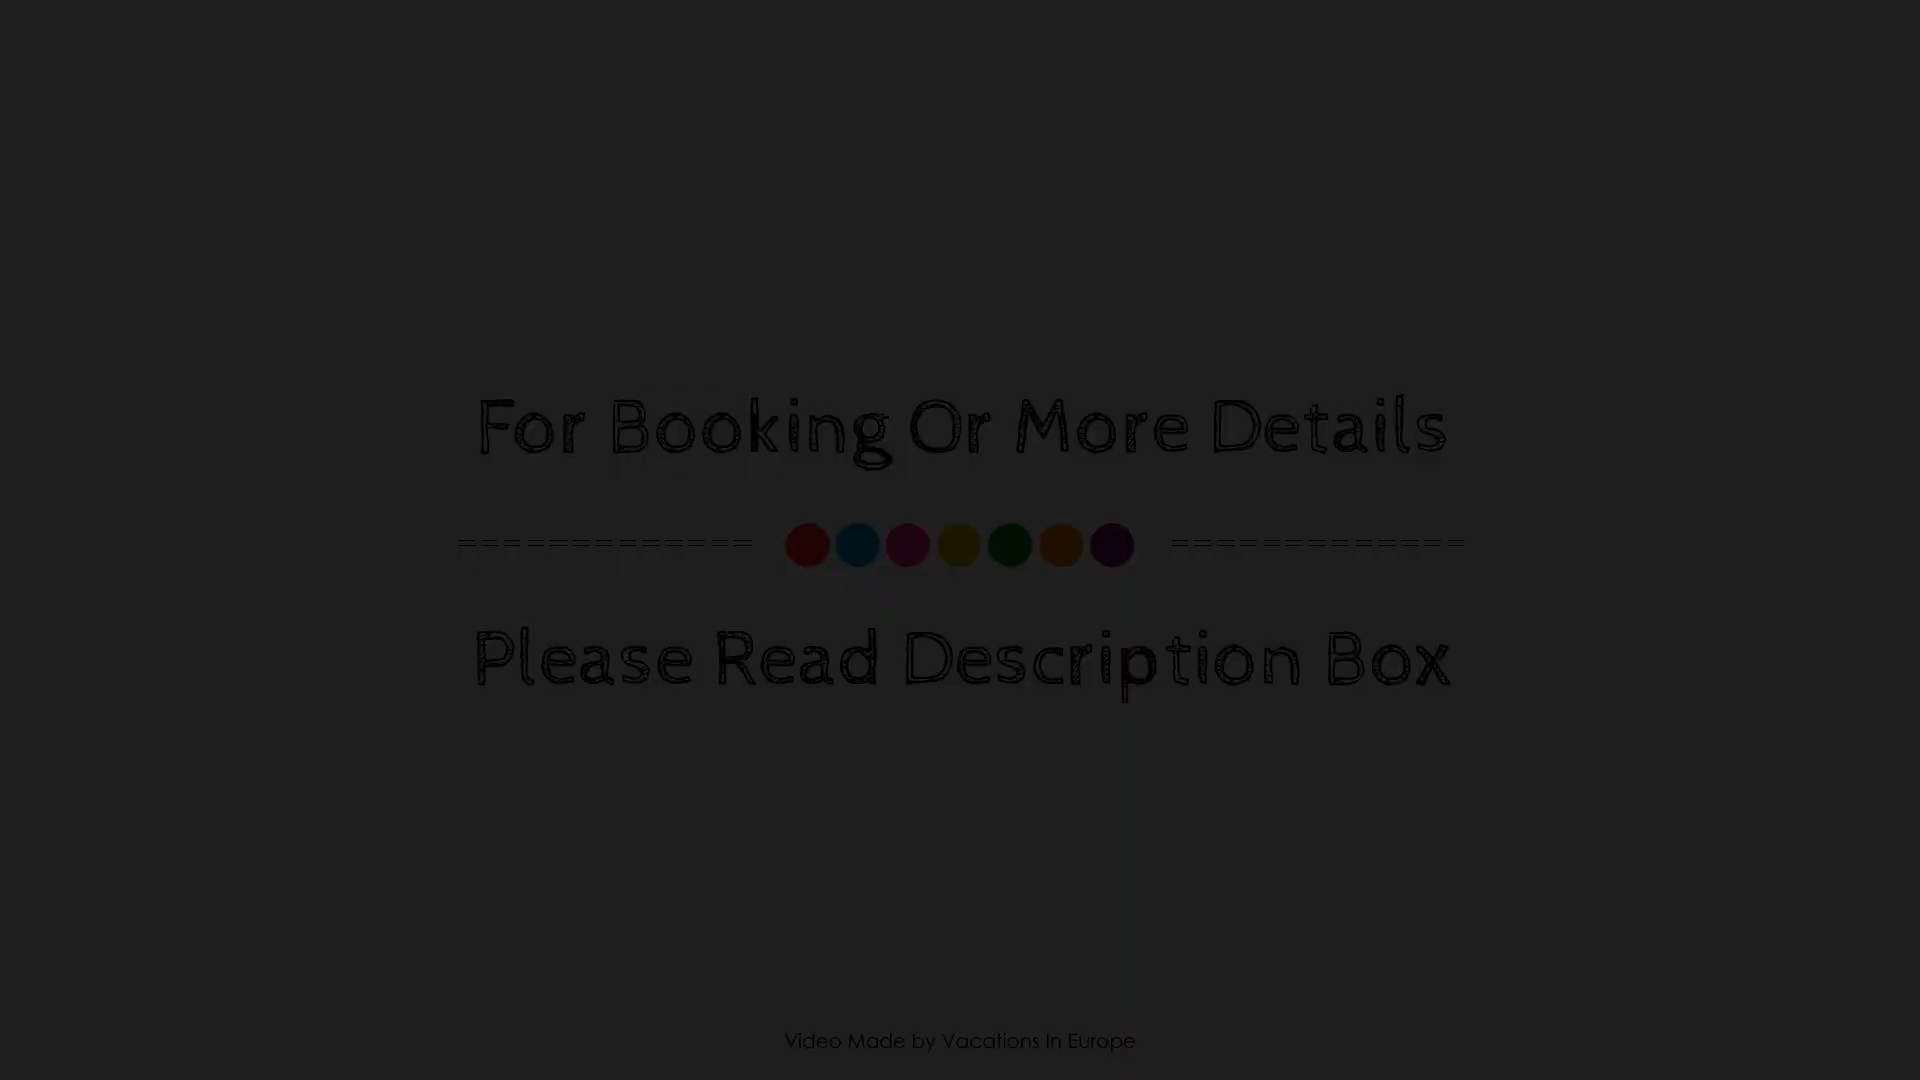 For Booking Or More Details
============= =============
Please Read Description Box
Video Made by Vacations In Europe